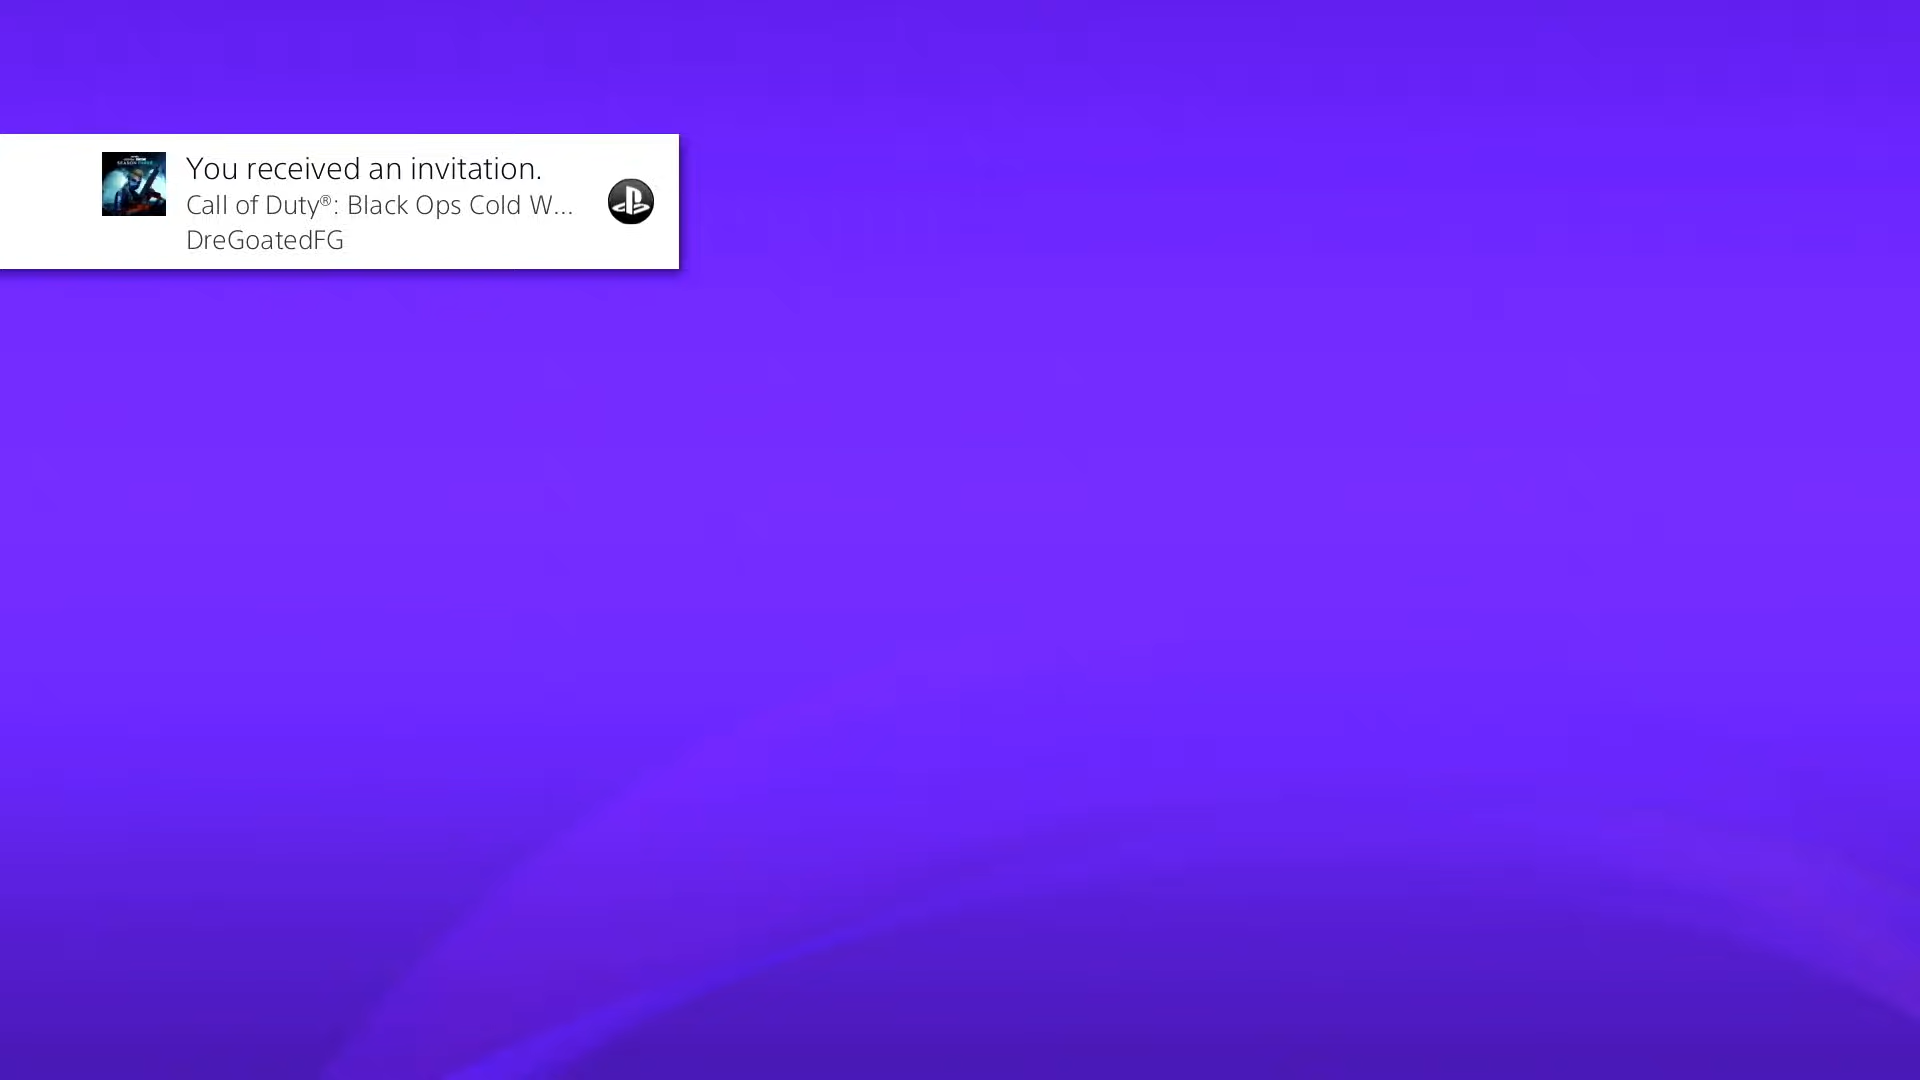 You received an invitation.
Call of Duty®: Black Ops Cold W...
DreGoatedFG